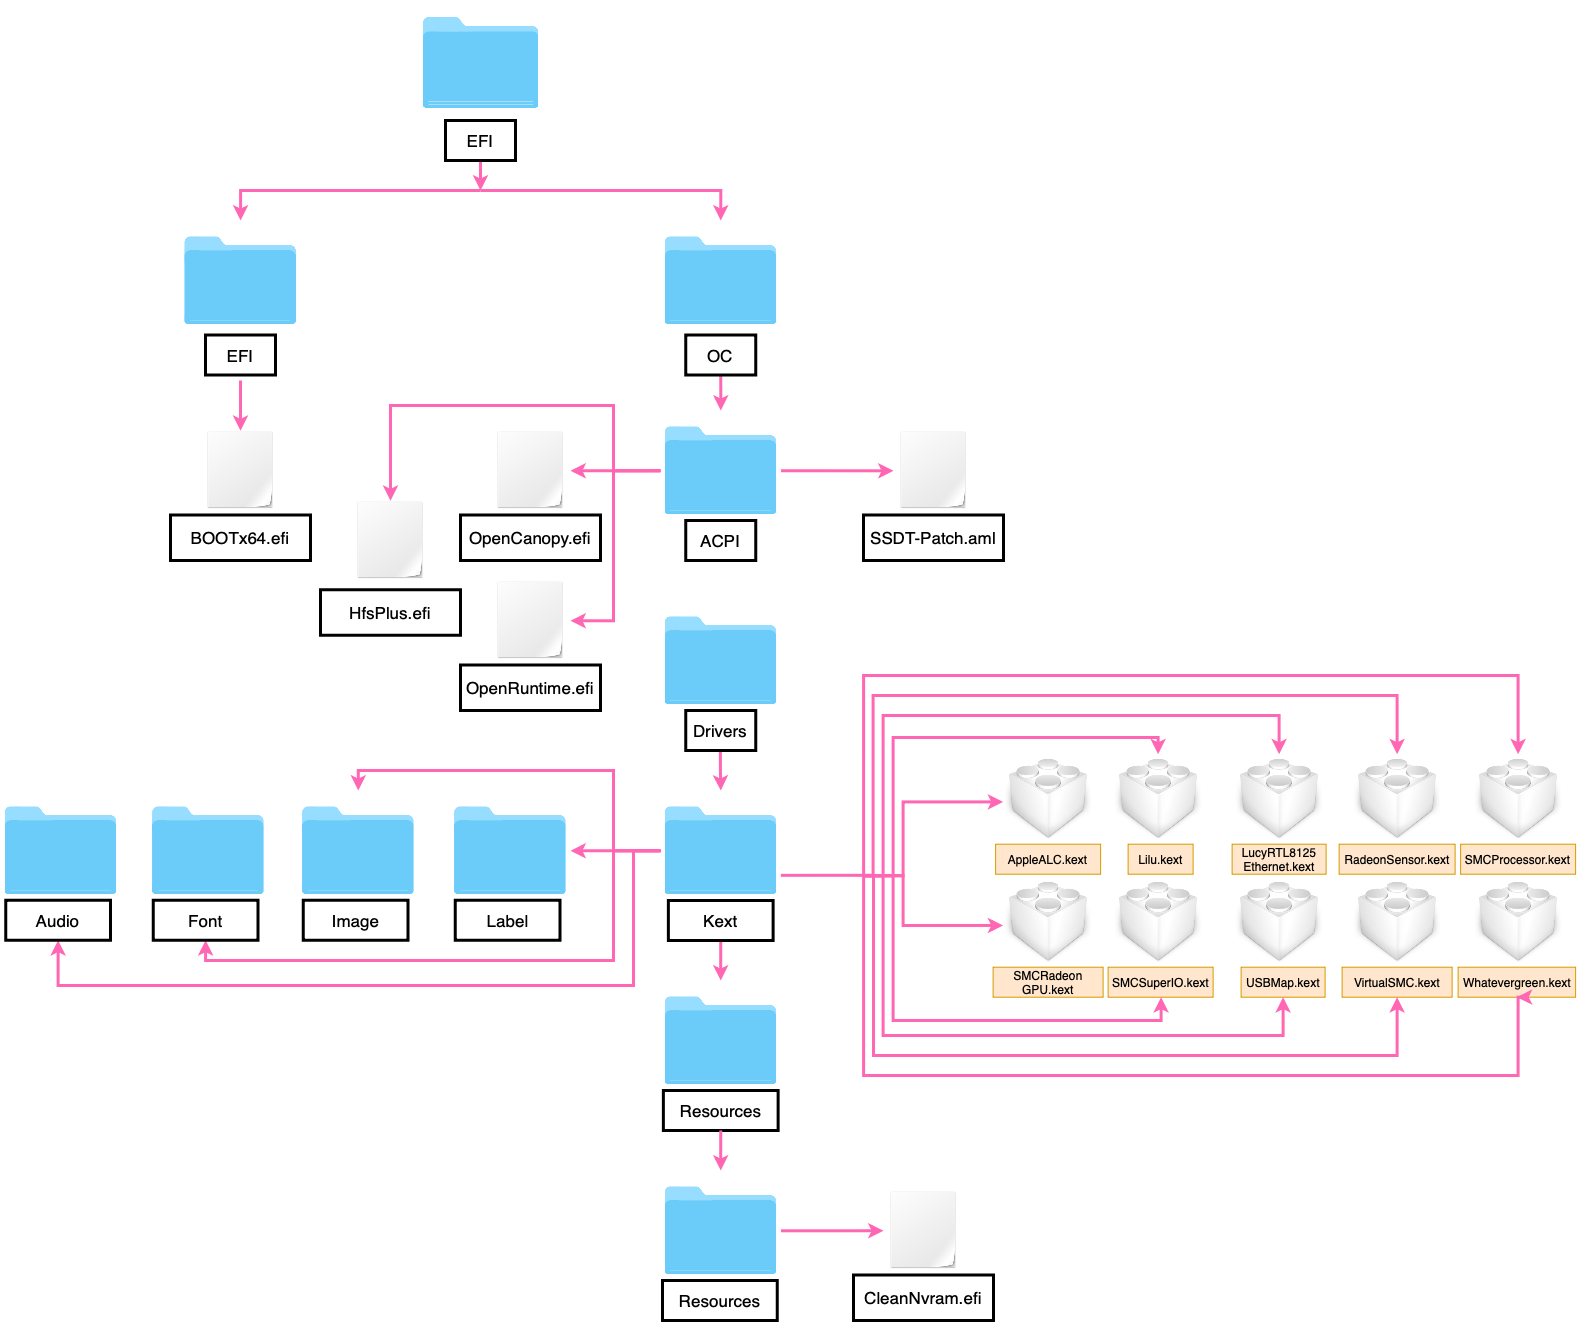 EFI
EFI
OC
BOOTx64.efi
OpenCanopy.efi
ACPI
SSDT-Patch.aml
HfsPlus.efi
OpenRuntime.efi
Drivers
AppleALC.kext
Lilu.kext
LucyRTL8125
Ethernet.kext
RadeonSensor.kext
SMCProcessor.kext
Audio
Font
Image
Label
Kext
SMCRadeon
GPU.kext
SMCSuperIO.kext
USBMap.kext
VirtualSMC.kext
Whatevergreen.kext
Resources
Resources
CleanNvram.efi